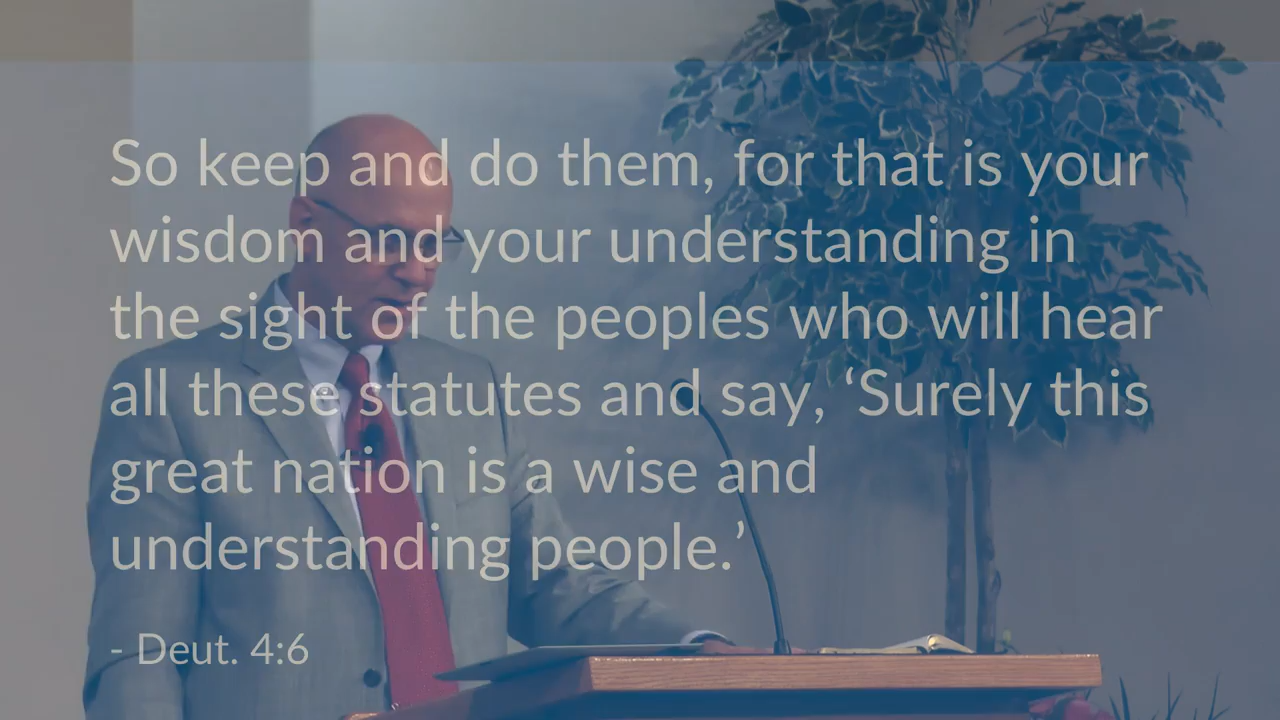 So keep and do them, for that is your
wisdom and your understanding in
the sight of the peoples who will hear
all these statutes and say, ‘Surely this
great nation is a wise and
understanding people.’
- Deut. 4:6